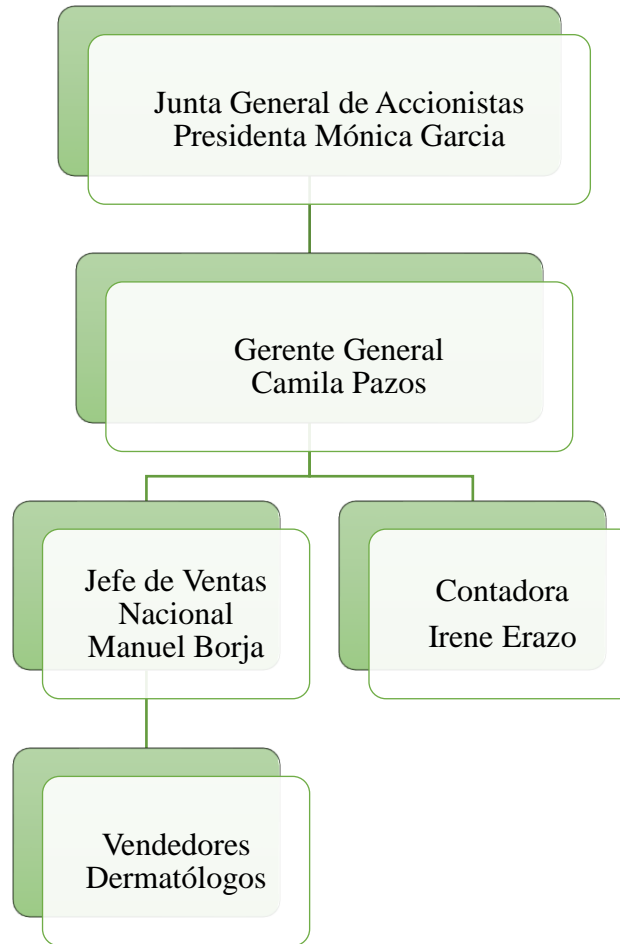 Junta General de Accionistas
Presidenta Mónica Garcia
Gerente General
Camila Pazos
Jefe de Ventas
Nacional
Manuel Borja
Contadora
Irene Erazo
Vendedores
Dermatólogos